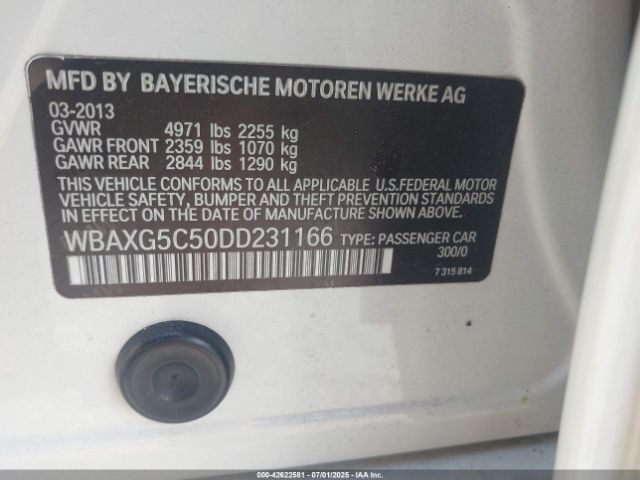 MFD BY BAYERISCHE MOTOREN WERKE AG
03-2013
GVWR 4971 lbs 2255 kg
GAWR FRONT 2359 lbs 1070 kg
GAWR REAR 2844 lbs 1290 kg
THIS VEHICLE CONFORMS TO ALL APPLICABLE U.S.FEDERAL MOTOR
VEHICLE SAFETY, BUMPER AND THEFT PREVENTION STANDARDS
IN EFFECT ON THE DATE OF MANUFACTURE SHOWN ABOVE.
WBAXG5C50DD231166 TYPE: PASSENGER CAR
300/0
7 315 814
000-42622581 - 07/01/2025 - IAA, Inc.